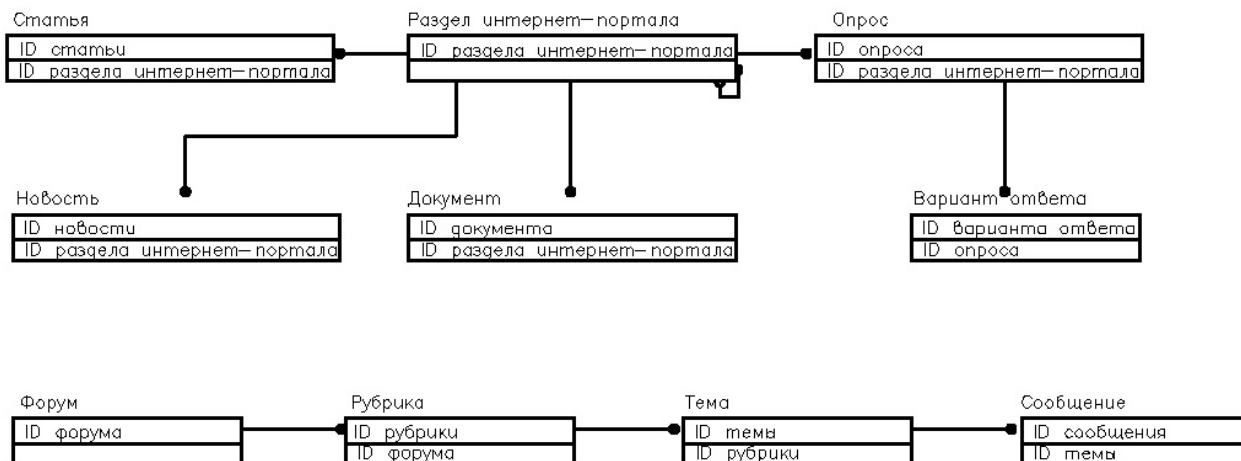 Статья
ID статьи
ID раздела интернет-портала
Раздел интернет-портала
ID раздела интернет-портала
Опрос
ID опроса
ID раздела интернет-портала
Новость
ID новости
ID раздела интернет-портала
Документ
ID документа
ID раздела интернет-портала
Вариант ответа
ID варианта ответа
ID опроса
Форум
ID форума
Рубрика
ID рубрики
ID форума
Тема
ID темы
ID рубрики
Сообщение
ID сообщения
ID темы